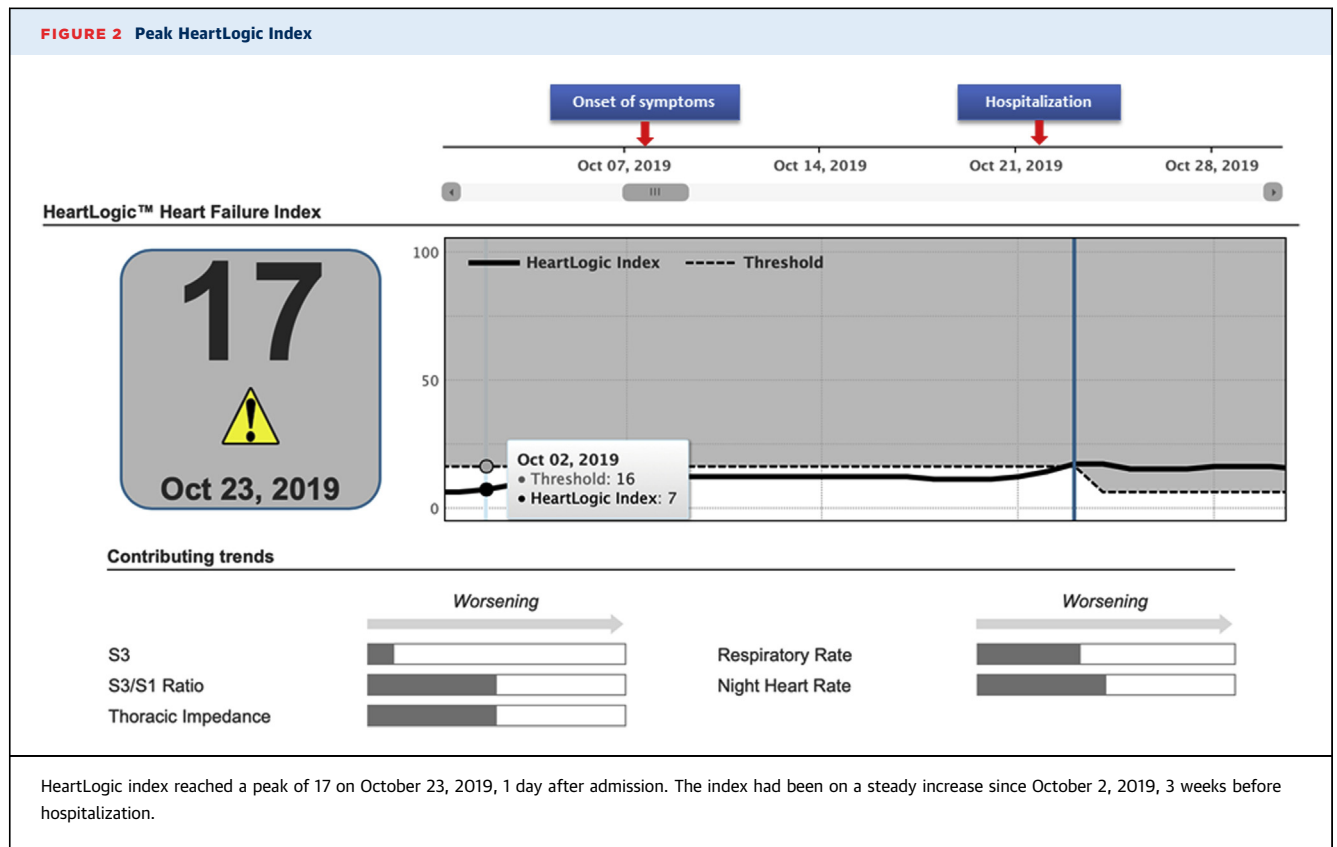 FIGURE 2 Peak HeartLogic Index
Onset of symptoms
Hospitalization
Oct 07, 2019
Oct 14, 2019
Oct 21, 2019
Oct 28, 2019
HeartLogic™ Heart Failure Index
17
Oct 23, 2019
100
50
0
HeartLogic Index
Threshold
Oct 02, 2019
• Threshold: 16
• HeartLogic Index: 7
Contributing trends
Worsening
S3
S3/S1 Ratio
Thoracic Impedance
Worsening
Respiratory Rate
Night Heart Rate
HeartLogic index reached a peak of 17 on October 23, 2019, 1 day after admission. The index had been on a steady increase since October 2, 2019, 3 weeks before
hospitalization.